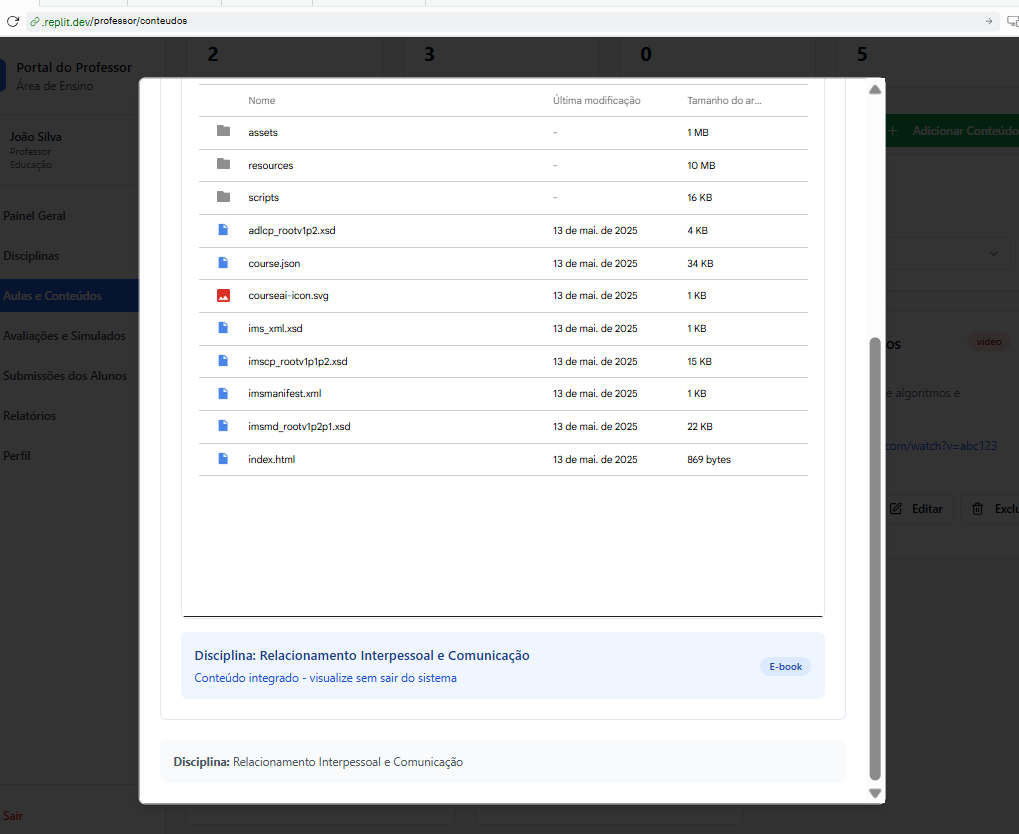 .replit.dev/professor/conteudos
2 3 0 5
Portal do Professor
Área de Ensino
+ Adicionar Conteúdo
João Silva
Professor
Educação
Painel Geral
Disciplinas
Aulas e Conteúdos
Avaliações e Simulados
Submissões dos Alunos
Relatórios
Perfil
Sair
Nome Última modificação Tamanho do ar...
assets - 1 MB
resources - 10 MB
scripts - 16 KB
adlcp_rootv1p2.xsd 13 de mai. de 2025 4 KB
course.json 13 de mai. de 2025 34 KB
courseai-icon.svg 13 de mai. de 2025 1 KB
ims_xml.xsd 13 de mai. de 2025 1 KB
imscp_rootv1p1p2.xsd 13 de mai. de 2025 15 KB
imsmanifest.xml 13 de mai. de 2025 1 KB
imsmd_rootv1p2p1.xsd 13 de mai. de 2025 22 KB
index.html 13 de mai. de 2025 869 bytes
Disciplina: Relacionamento Interpessoal e Comunicação
Conteúdo integrado - visualize sem sair do sistema
E-book
Disciplina: Relacionamento Interpessoal e Comunicação
os video
e algoritmos e
com/watch?v=abc123
Editar Exclu